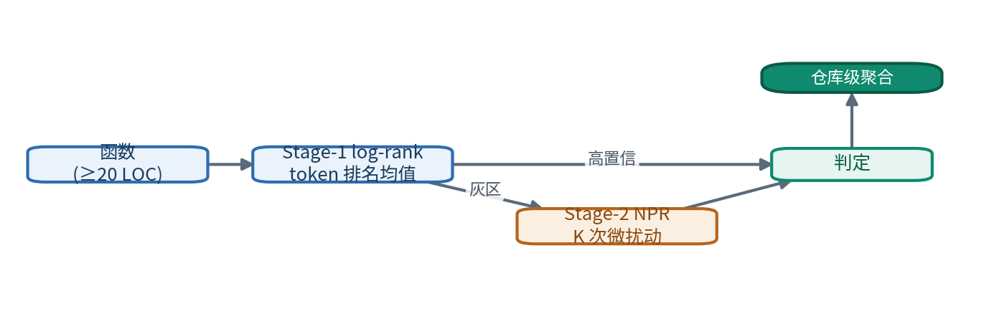 仓库级聚合
函数
(≥20 LOC)
Stage-1 log-rank
token 排名均值
高置信
判定
灰区
Stage-2 NPR
K 次微扰动